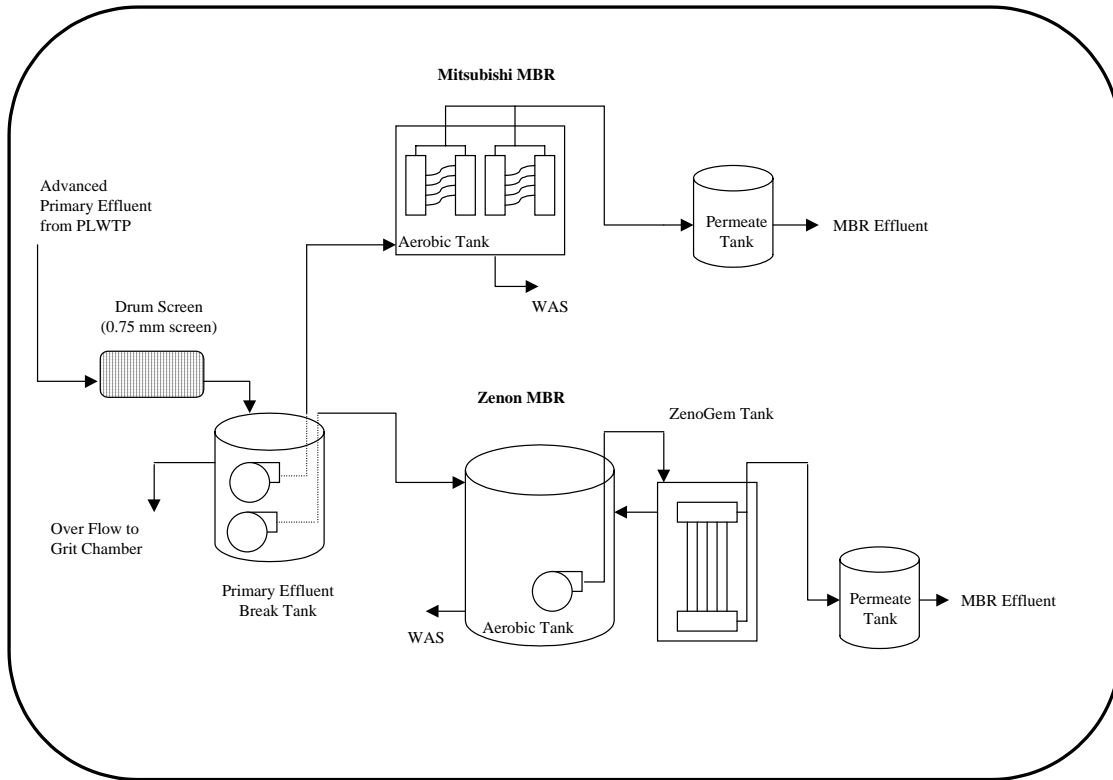 Mitsubishi MBR
Advanced
Primary Effluent
from PLWTP
Aerobic Tank
Permeate
Tank
MBR Effluent
WAS
Drum Screen
(0.75 mm screen)
Zenon MBR
ZenoGem Tank
Over Flow to
Grit Chamber
Primary Effluent
Break Tank
WAS
Aerobic Tank
Permeate
Tank
MBR Effluent